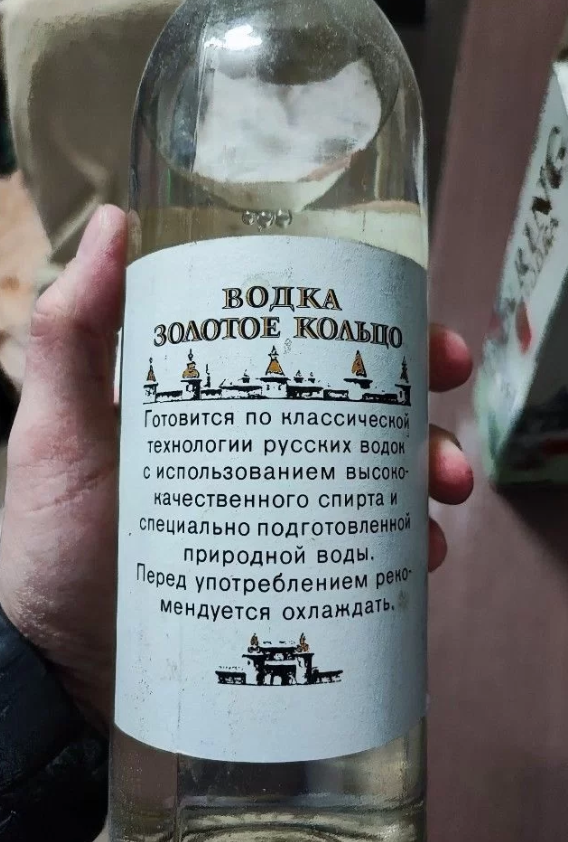 ВОДКА
ЗОЛОТОЕ КОЛЬЦО
Готовится по классической
технологии русских водок
с использованием высоко-
качественного спирта и
специально подготовленной
природной воды.
Перед употреблением реко-
мендуется охлаждать.